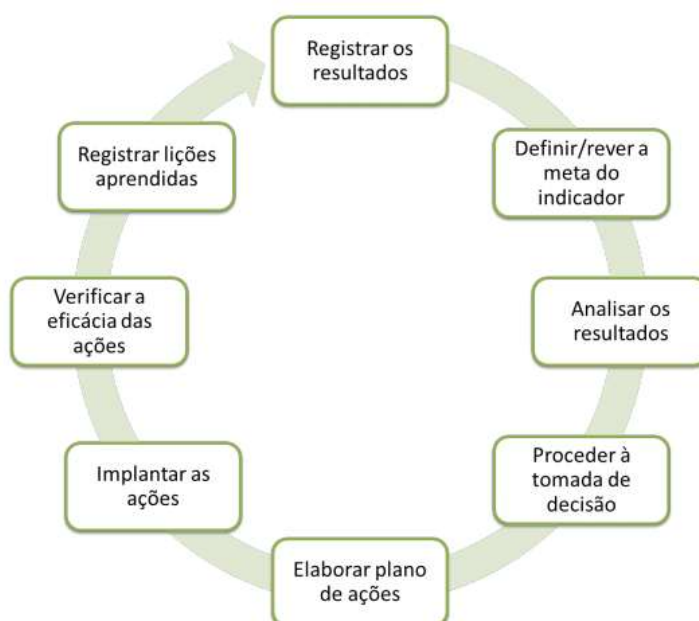 Registrar os
resultados
Definir/rever a
meta do
indicador
Analisar os
resultados
Proceder à
tomada de
decisão
Elaborar plano
de ações
Implantar as
ações
Verificar a
eficácia das
ações
Registrar lições
aprendidas